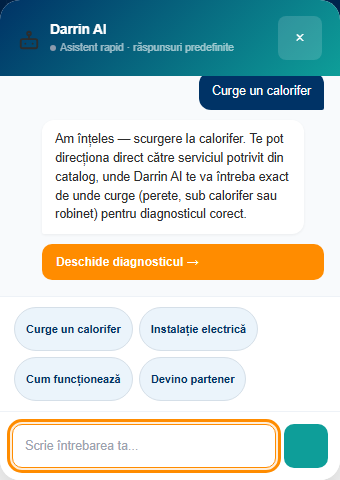 Darrin AI
Asistent rapid · răspunsuri predefinite
×
Curge un calorifer
Am înțeles — scurgere la calorifer. Te pot
direcționa direct către serviciul potrivit din
catalog, unde Darrin AI te va întreba exact
de unde curge (perete, sub calorifer sau
robinet) pentru diagnosticul corect.
Deschide diagnosticul →
Curge un calorifer
Instalație electrică
Cum funcționează
Devino partener
Scrie întrebarea ta...